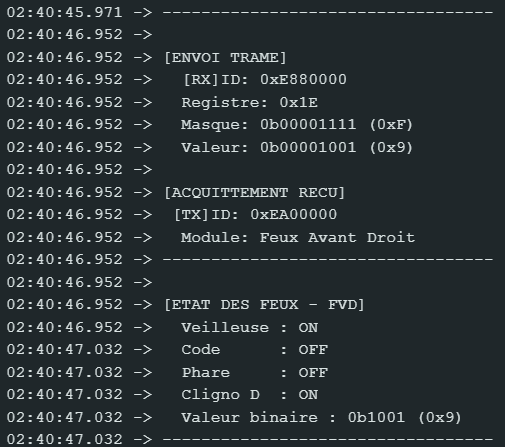 02:40:45.971 -> ----------------------------------
02:40:46.952 ->
02:40:46.952 -> [ENVOI TRAME]
02:40:46.952 ->   [RX]ID: 0xE880000
02:40:46.952 ->   Registre: 0x1E
02:40:46.952 ->   Masque: 0b00001111 (0xF)
02:40:46.952 ->   Valeur: 0b00001001 (0x9)
02:40:46.952 ->
02:40:46.952 -> [ACQUITTEMENT RECU]
02:40:46.952 ->  [TX]ID: 0xEA00000
02:40:46.952 ->   Module: Feux Avant Droit
02:40:46.952 -> ----------------------------------
02:40:46.952 ->
02:40:46.952 -> [ETAT DES FEUX - FVD]
02:40:46.952 ->   Veilleuse : ON
02:40:47.032 ->   Code      : OFF
02:40:47.032 ->   Phare     : OFF
02:40:47.032 ->   Cligno D  : ON
02:40:47.032 ->   Valeur binaire : 0b1001 (0x9)
02:40:47.032 -> ----------------------------------